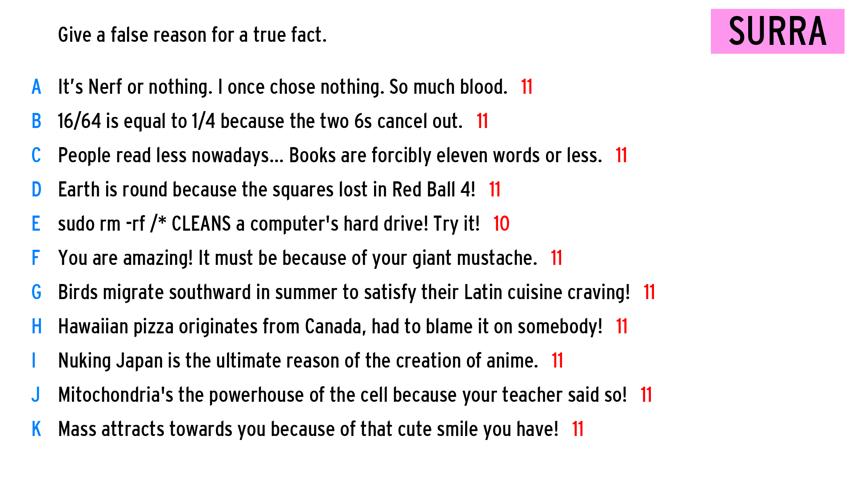 Give a false reason for a true fact.
SURRA
A It's Nerf or nothing. I once chose nothing. So much blood. 11
B 16/64 is equal to 1/4 because the two 6s cancel out. 11
C People read less nowadays... Books are forcibly eleven words or less. 11
D Earth is round because the squares lost in Red Ball 4! 11
E sudo rm -rf /* CLEANS a computer's hard drive! Try it! 10
F You are amazing! It must be because of your giant mustache. 11
G Birds migrate southward in summer to satisfy their Latin cuisine craving! 11
H Hawaiian pizza originates from Canada, had to blame it on somebody! 11
I Nuking Japan is the ultimate reason of the creation of anime. 11
J Mitochondria's the powerhouse of the cell because your teacher said so! 11
K Mass attracts towards you because of that cute smile you have! 11